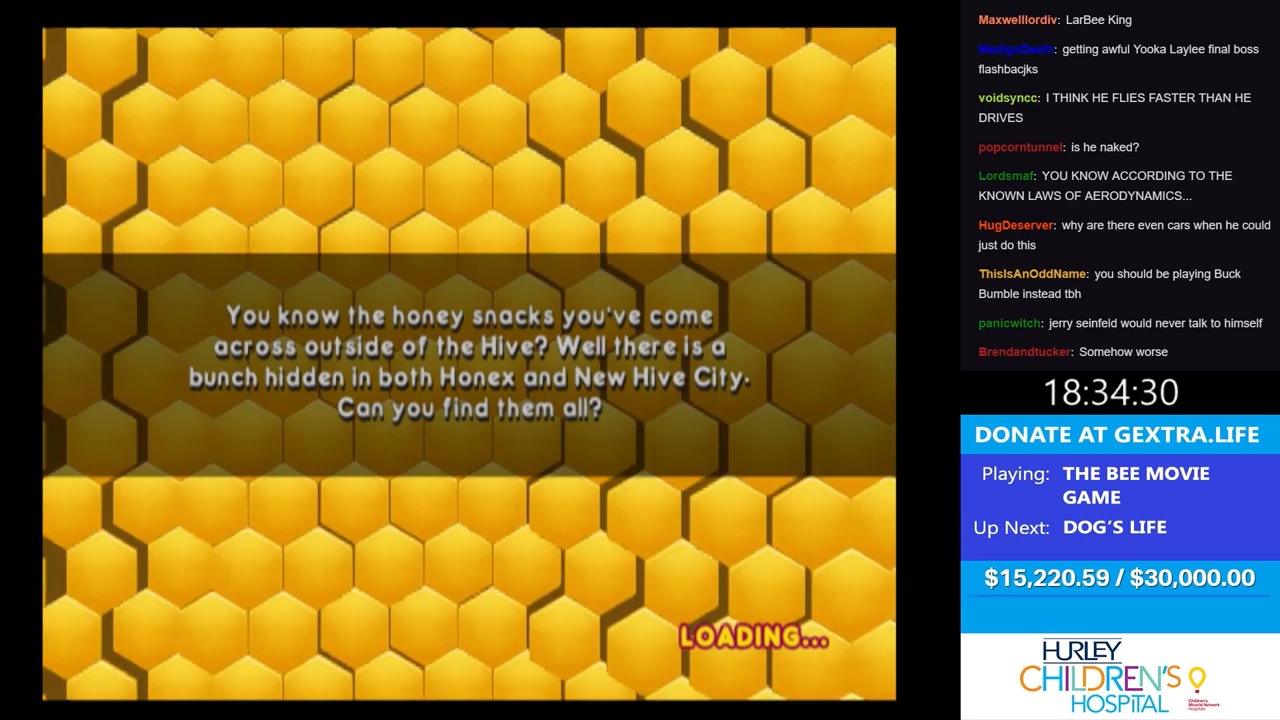 You know the honey snacks you've come
across outside of the Hive? Well there is a
bunch hidden in both Honex and New Hive City.
Can you find them all?
LOADING...
Maxwelllordiv: LarBee King
MedigoDeath: getting awful Yooka Laylee final boss
flashbacjks
voidsyncc: I THINK HE FLIES FASTER THAN HE
DRIVES
popcorntunnel: is he naked?
Lordsmaf: YOU KNOW ACCORDING TO THE
KNOWN LAWS OF AERODYNAMICS...
HugDeserver: why are there even cars when he could
just do this
ThisIsAnOddName: you should be playing Buck
Bumble instead tbh
panicwitch: jerry seinfeld would never talk to himself
Brendandtucker: Somehow worse
18:34:30
DONATE AT GEXTRA.LIFE
Playing: THE BEE MOVIE
GAME
Up Next: DOG'S LIFE
$15,220.59 / $30,000.00
HURLEY
CHILDREN'S
HOSPITAL
Children's
Miracle Network
Hospitals